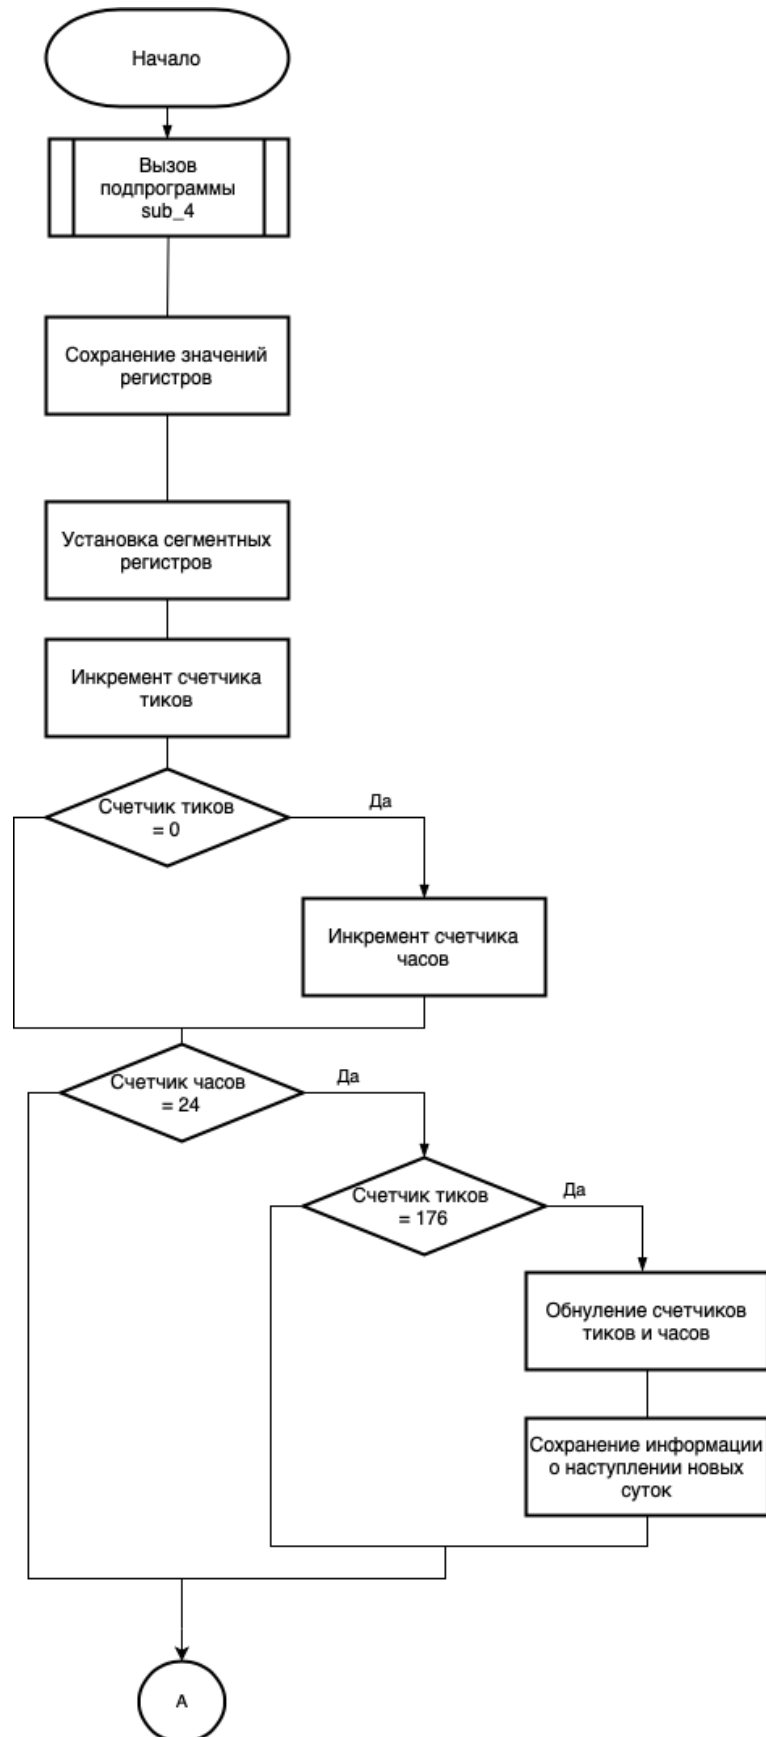 Начало
Вызов
подпрограммы
sub_4
Сохранение значений
регистров
Установка сегментных
регистров
Инкремент счетчика
тиков
Счетчик тиков
= 0
Да
Инкремент счетчика
часов
Счетчик часов
= 24
Да
Счетчик тиков
= 176
Да
Обнуление счетчиков
тиков и часов
Сохранение информации
о наступлении новых
суток
А